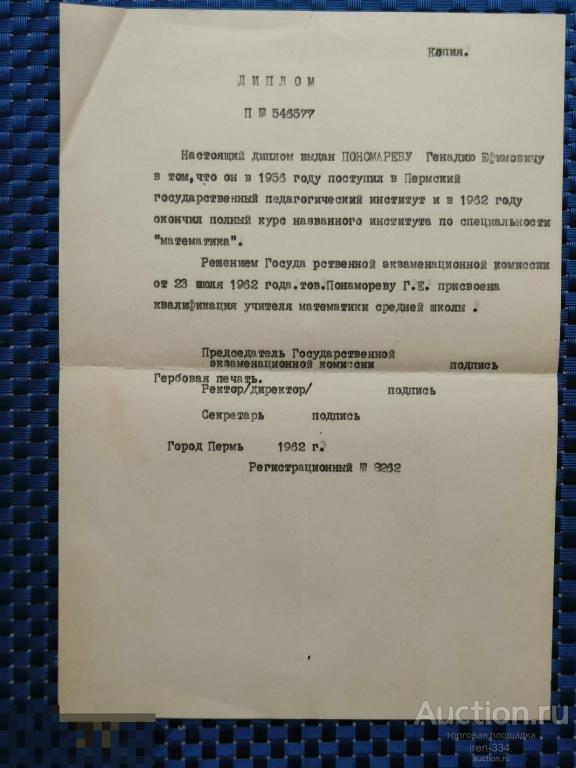 Копия.
Д И П Л О М
П № 546577
Настоящий диплом выдан ПОНОМАРЕВУ Генадию Ефимовичу
в том, что он в 1956 году поступил в Пермский
государственный педагогический институт и в 1962 году
окончил полный курс названного института по специальности
"математика".
Решением Госуда рственной экзаменационной комиссии
от 23 июля 1962 года.тов.Понамореву Г.Е. присвоена
квалификация учителя математики средней школы .
Председатель Государственной
экзаменационной комиссии подпись
Гербовая печать.
Ректор/директор/ подпись
Секретарь подпись
Город Пермь 1962 г.
Регистрационный № 8262
Auction.ru
торговая площадка
iren-334.
auction.ru